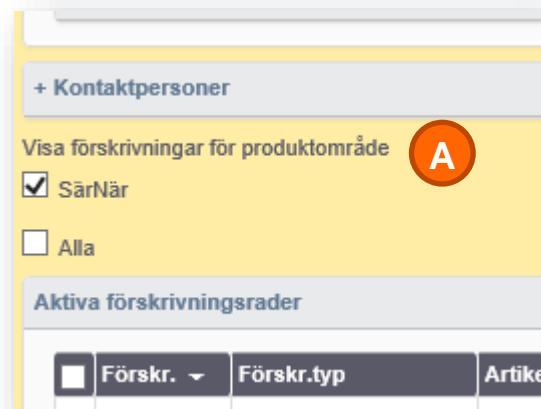 + Kontaktpersoner
Visa förskrivningar för produktområde
A
SärNär
Alla
Aktiva förskrivningsrader
Förskr. Förskr.typ Artike